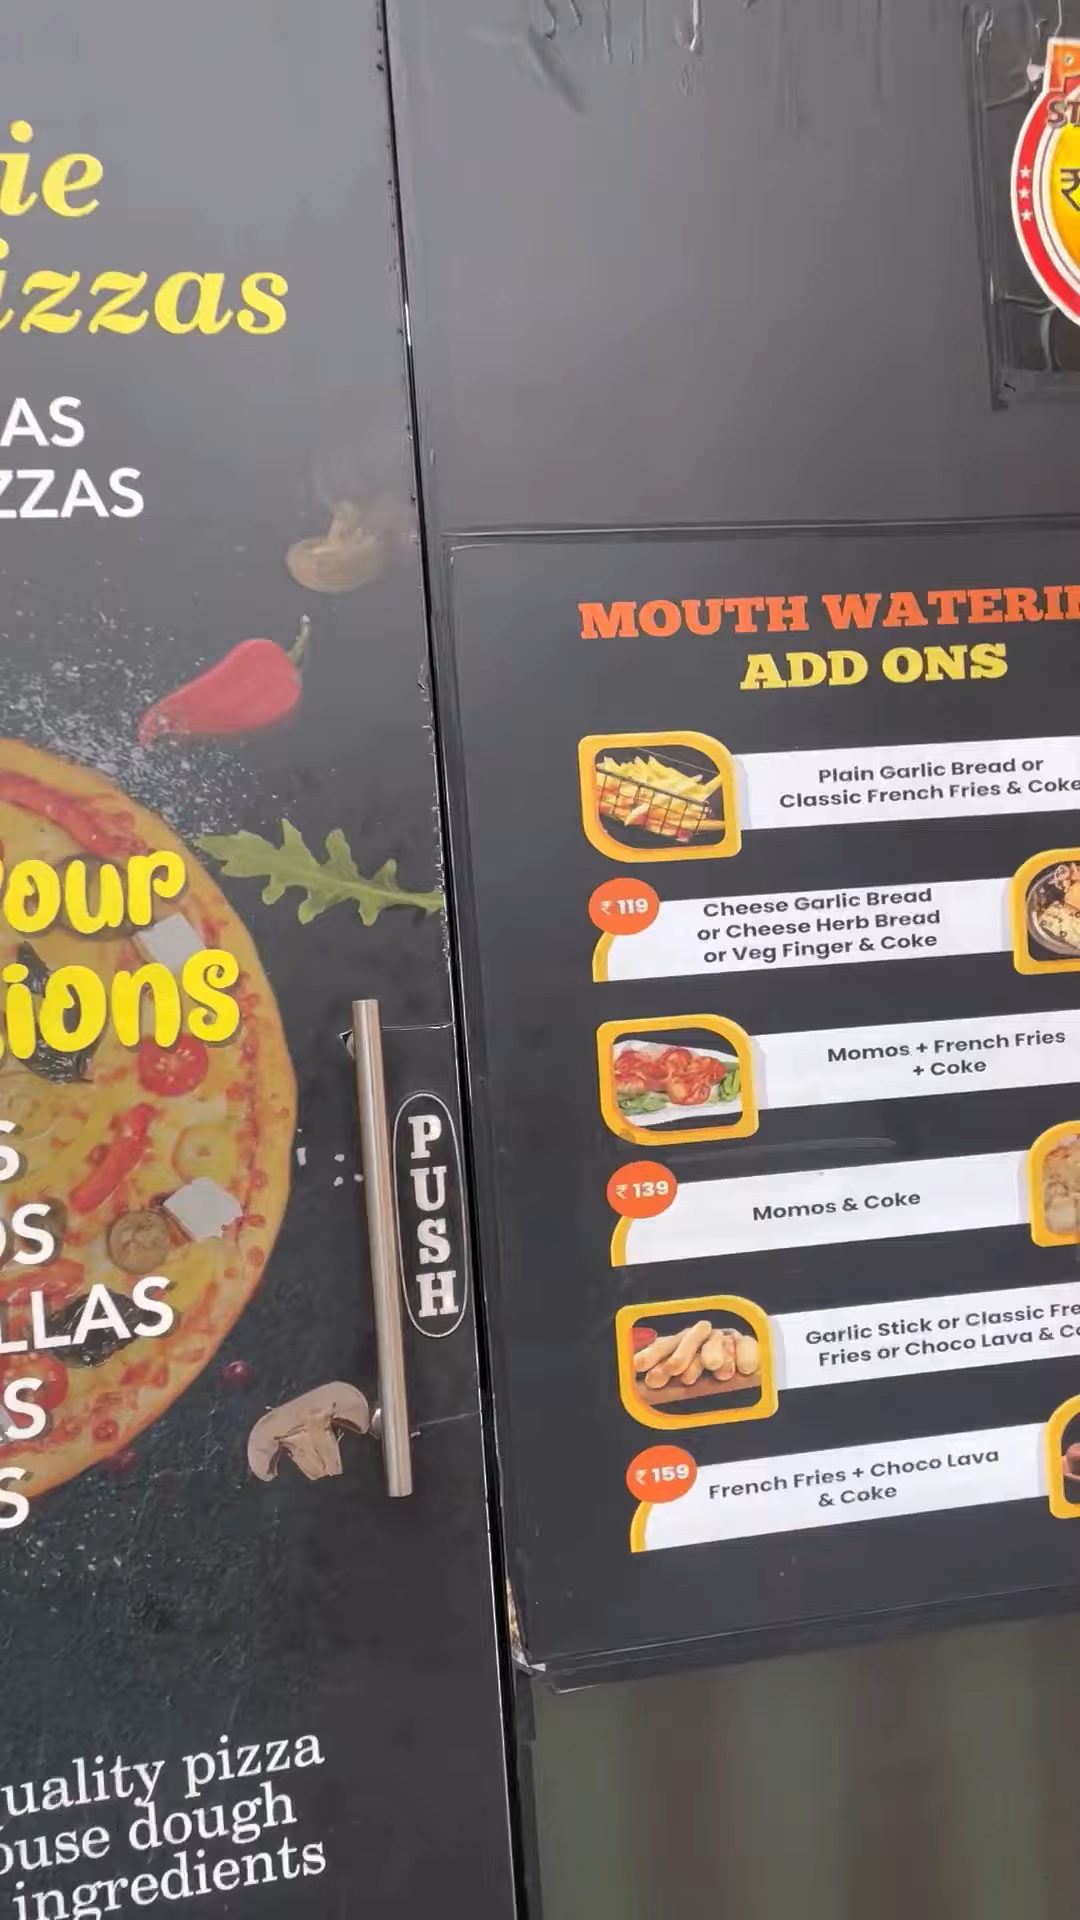 ie
izzas
AS
ZZAS
our
ions
S
OS
LLAS
AS
S
uality pizza
ouse dough
ingredients
PUSH
₹
MOUTH WATERI
ADD ONS
Plain Garlic Bread or
Classic French Fries & Coke
₹ 119
Cheese Garlic Bread
or Cheese Herb Bread
or Veg Finger & Coke
Momos + French Fries
+ Coke
₹ 139
Momos & Coke
Garlic Stick or Classic Fre
Fries or Choco Lava & Co
₹ 159
French Fries + Choco Lava
& Coke